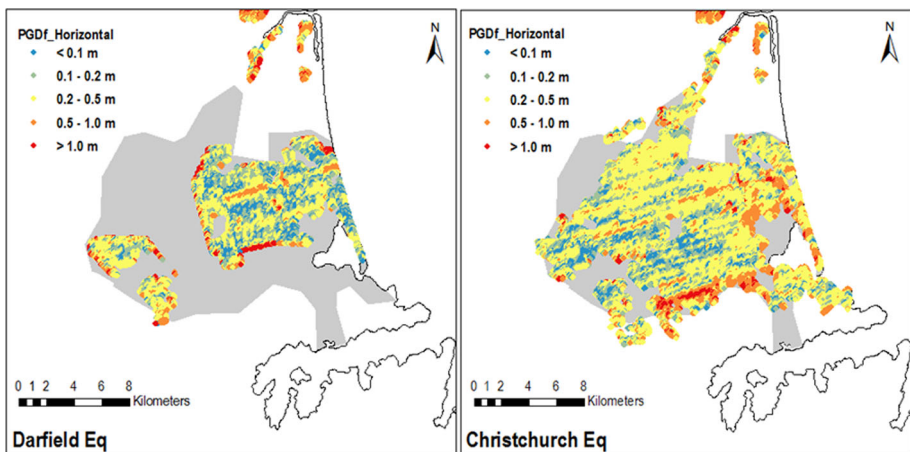 PGDf_Horizontal
< 0.1 m
0.1 - 0.2 m
0.2 - 0.5 m
0.5 - 1.0 m
> 1.0 m
N
0 1 2 4 6 8
Kilometers
Darfield Eq
PGDf_Horizontal
< 0.1 m
0.1 - 0.2 m
0.2 - 0.5 m
0.5 - 1.0 m
> 1.0 m
N
0 1 2 4 6 8
Kilometers
Christchurch Eq